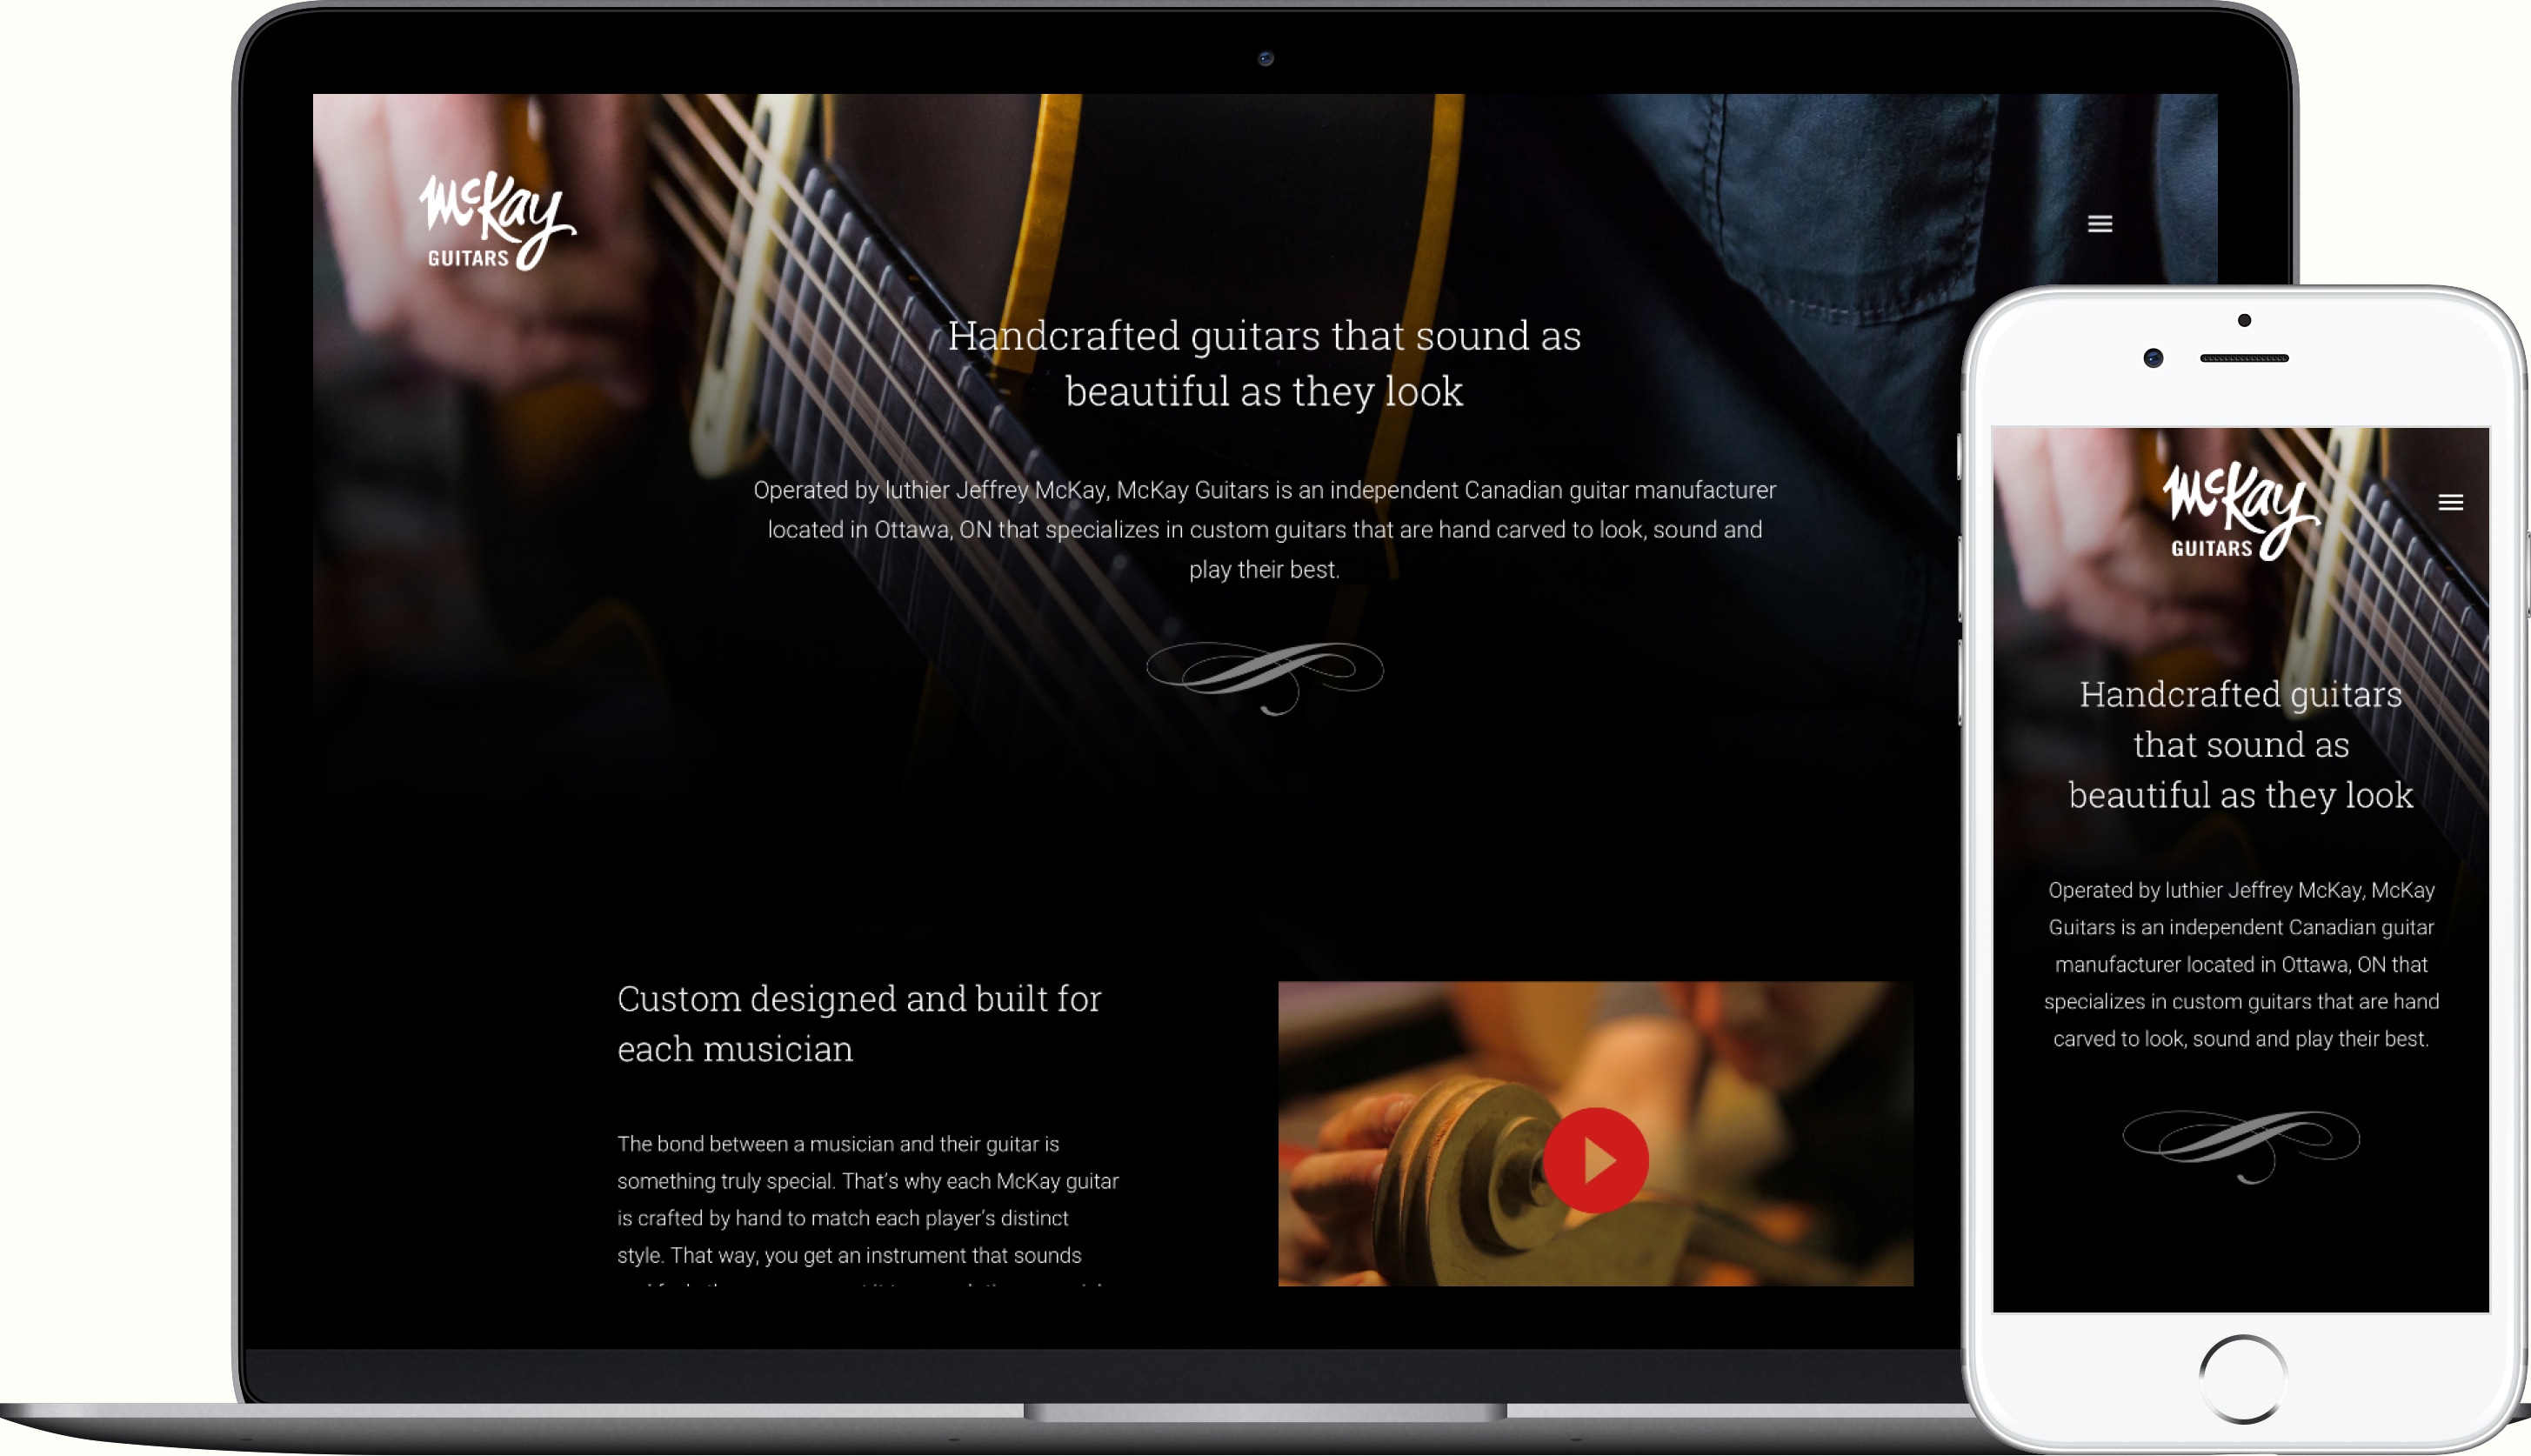 McKay
GUITARS
Handcrafted guitars that sound as
beautiful as they look
Operated by luthier Jeffrey McKay, McKay Guitars is an independent Canadian guitar manufacturer
located in Ottawa, ON that specializes in custom guitars that are hand carved to look, sound and
play their best.
Custom designed and built for
each musician
The bond between a musician and their guitar is
something truly special. That’s why each McKay guitar
is crafted by hand to match each player’s distinct
style. That way, you get an instrument that sounds
McKay
GUITARS
Handcrafted guitars
that sound as
beautiful as they look
Operated by luthier Jeffrey McKay, McKay
Guitars is an independent Canadian guitar
manufacturer located in Ottawa, ON that
specializes in custom guitars that are hand
carved to look, sound and play their best.